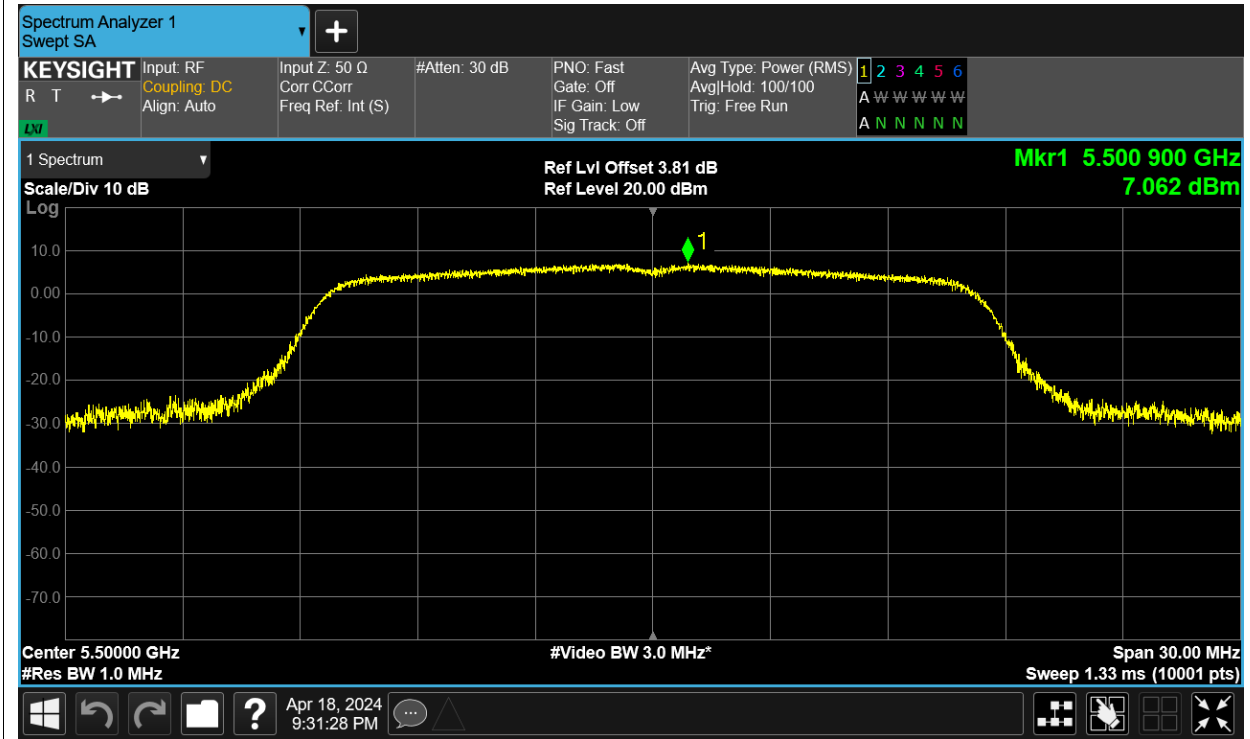 Spectrum Analyzer 1
Swept SA
KEYSIGHT
R T
LXI
Input: RF
Coupling: DC
Align: Auto
Input Z: 50 Ω
Corr CCorr
Freq Ref: Int (S)
#Atten: 30 dB
PNO: Fast
Gate: Off
IF Gain: Low
Sig Track: Off
Avg Type: Power (RMS)
Avg|Hold: 100/100
Trig: Free Run
1 2 3 4 5 6
A W W W W W
A N N N N N
1 Spectrum
Scale/Div 10 dB
Log
Ref Lvl Offset 3.81 dB
Ref Level 20.00 dBm
Mkr1 5.500 900 GHz
7.062 dBm
1
10.0
0.00
-10.0
-20.0
-30.0
-40.0
-50.0
-60.0
-70.0
Center 5.50000 GHz
#Res BW 1.0 MHz
#Video BW 3.0 MHz*
Span 30.00 MHz
Sweep 1.33 ms (10001 pts)
?
Apr 18, 2024
9:31:28 PM